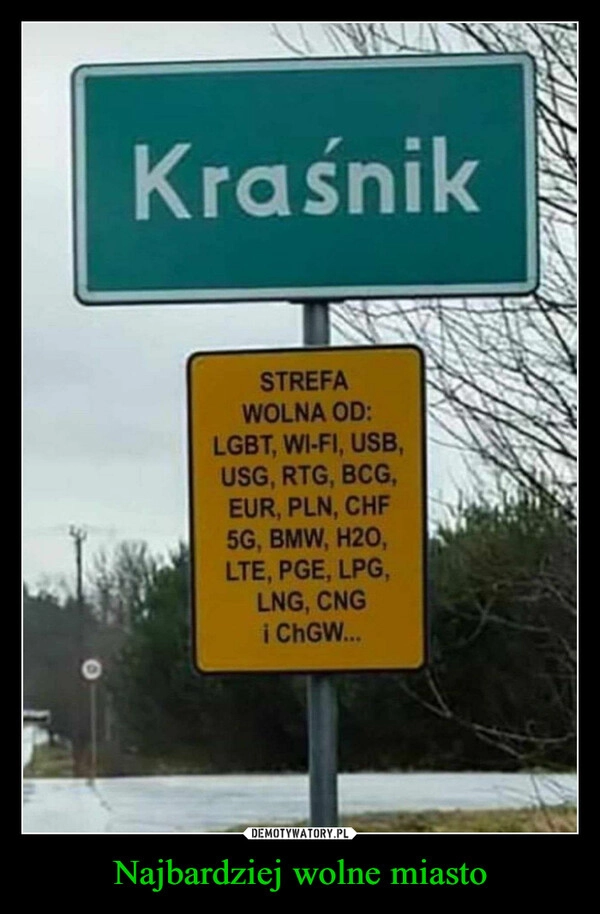 Kraśnik
STREFA
WOLNA OD:
LGBT, WI-FI, USB,
USG, RTG, BCG,
EUR, PLN, CHF
5G, BMW, H2O,
LTE, PGE, LPG,
LNG, CNG
i ChGW...
DEMOTYWATORY.PL
Najbardziej wolne miasto